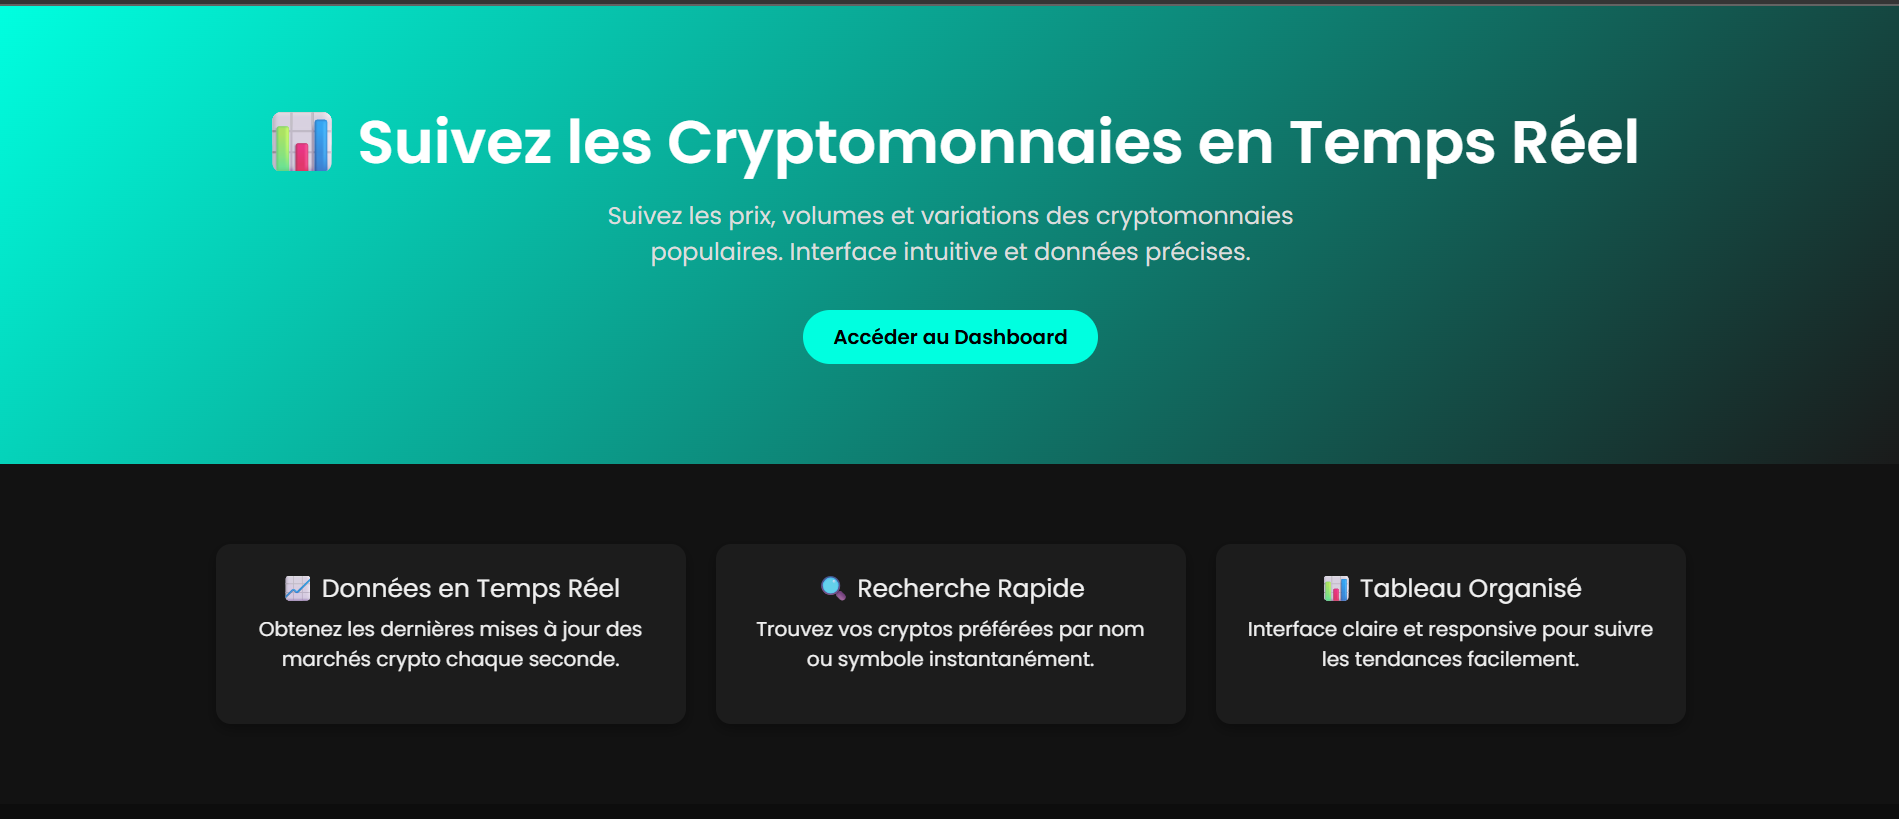 Suivez les Cryptomonnaies en Temps Réel
Suivez les prix, volumes et variations des cryptomonnaies
populaires. Interface intuitive et données précises.
Accéder au Dashboard
Données en Temps Réel
Obtenez les dernières mises à jour des
marchés crypto chaque seconde.
Recherche Rapide
Trouvez vos cryptos préférées par nom
ou symbole instantanément.
Tableau Organisé
Interface claire et responsive pour suivre
les tendances facilement.